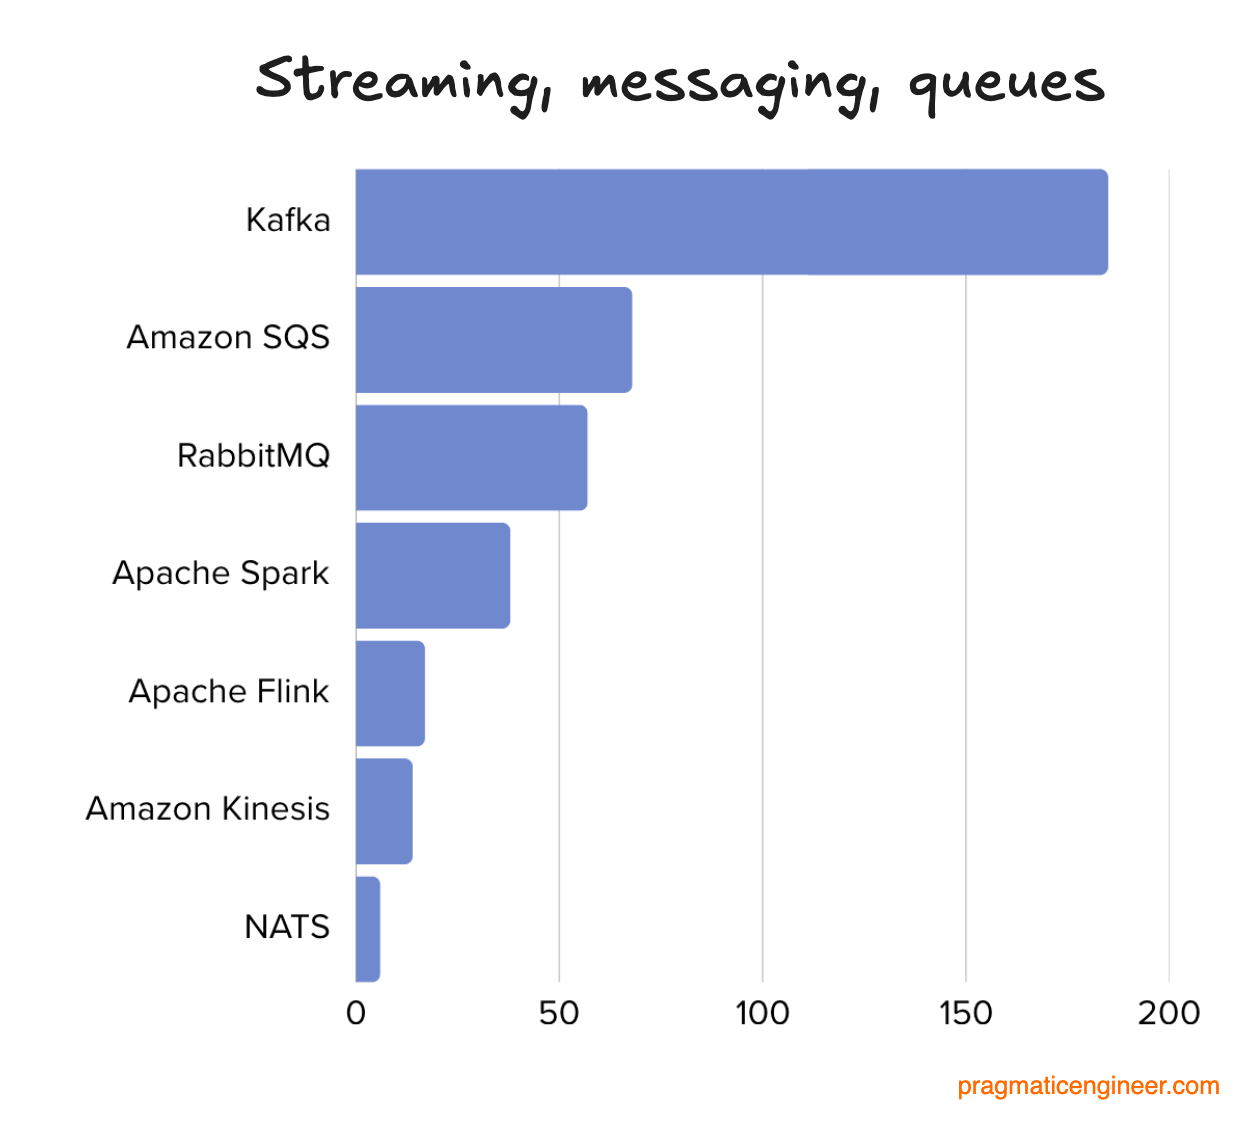 Streaming, messaging, queues
Kafka
Amazon SQS
RabbitMQ
Apache Spark
Apache Flink
Amazon Kinesis
NATS
0 50 100 150 200
pragmaticengineer.com